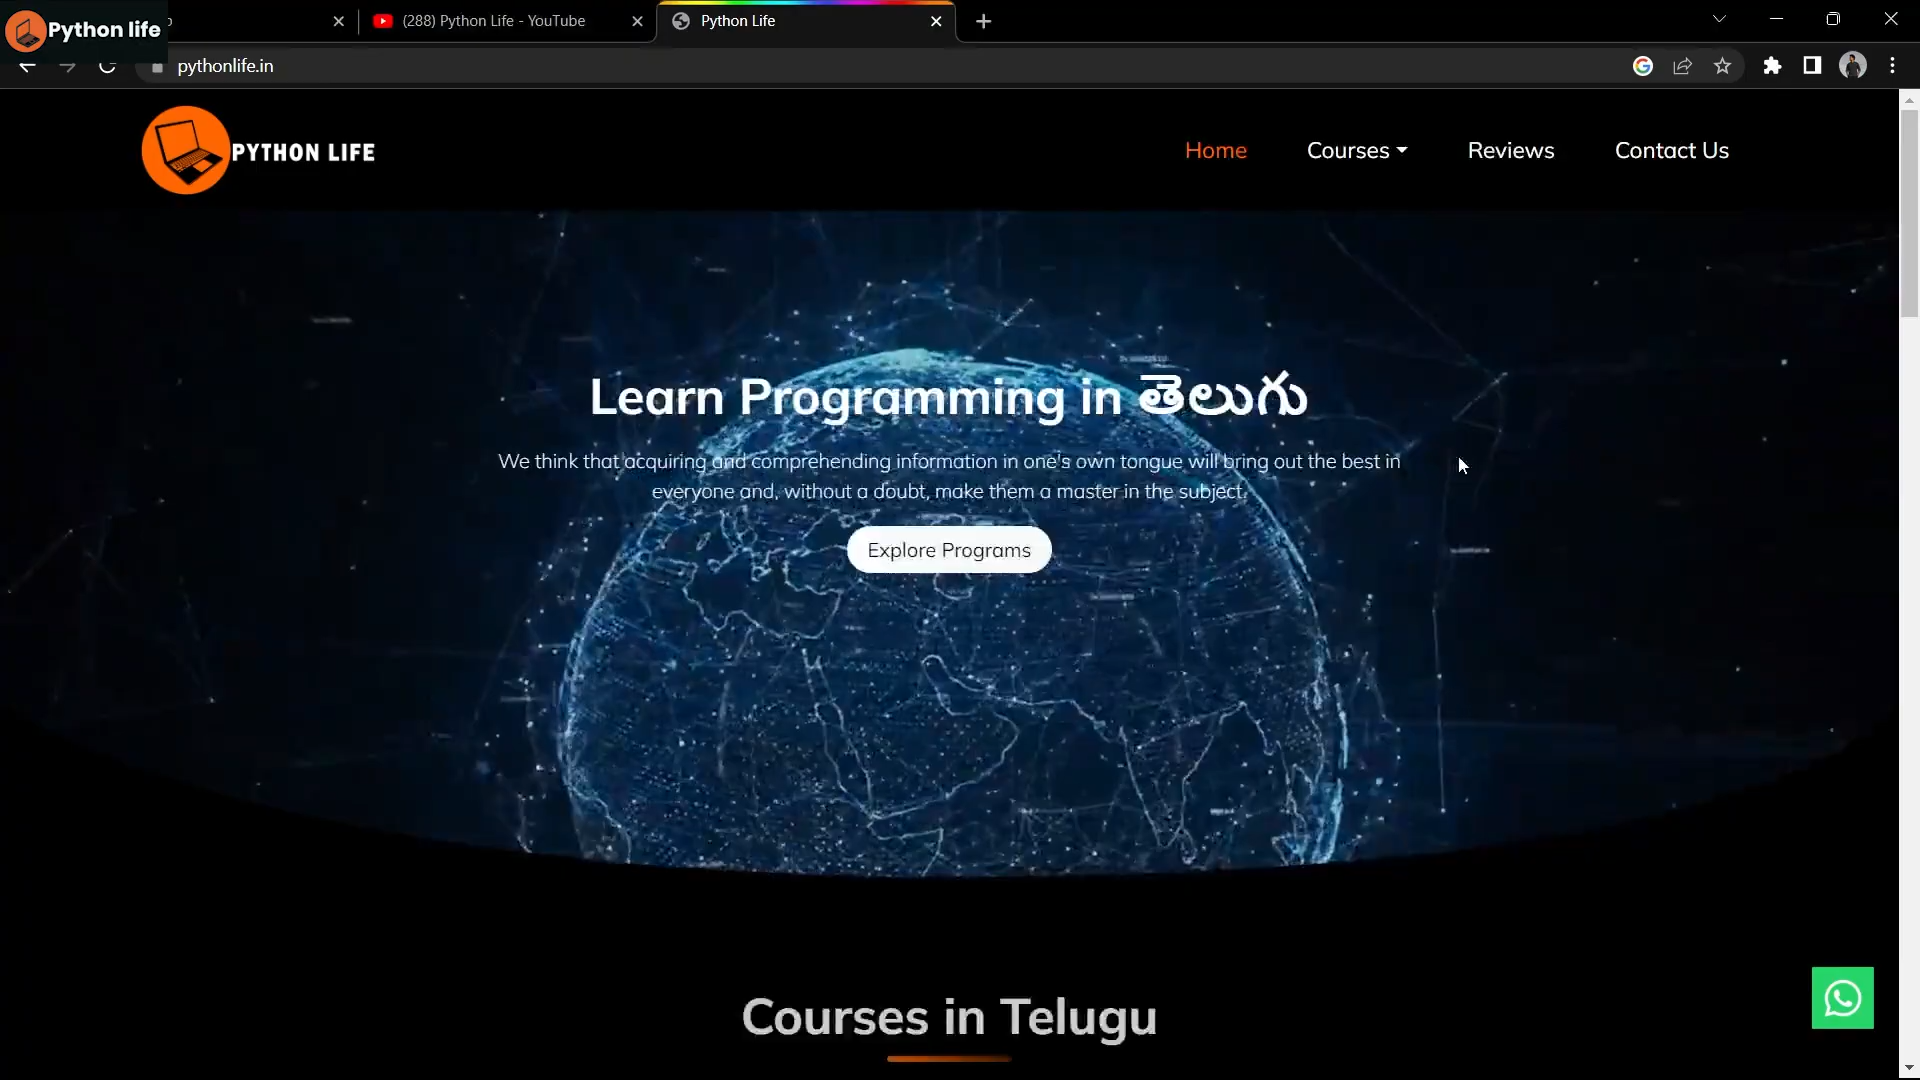 Python life
(288) Python Life - YouTube
Python Life
pythonlife.in
PYTHON LIFE
Home
Courses
Reviews
Contact Us
Learn Programming in తెలుగు
We think that acquiring and comprehending information in one's own tongue will bring out the best in
everyone and, without a doubt, make them a master in the subject.
Explore Programs
Courses in Telugu